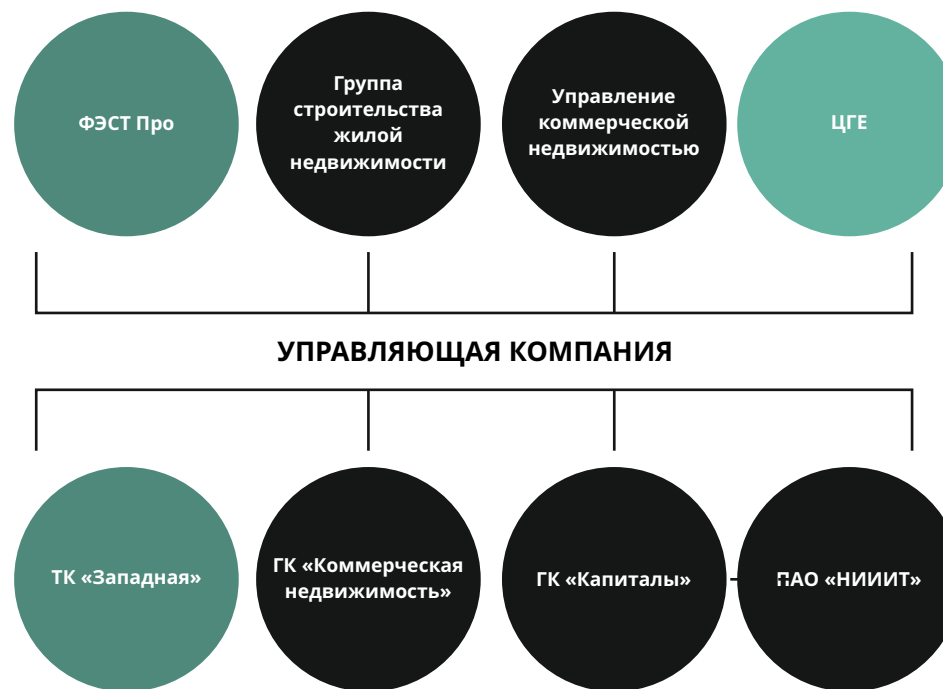 ФЭСТ Про
Группа
строительства
жилой
недвижимости
Управление
коммерческой
недвижимостью
ЦГЕ
УПРАВЛЯЮЩАЯ КОМПАНИЯ
ТК «Западная»
ГК «Коммерческая
недвижимость»
ГК «Капиталы»
ПАО «НИИИТ»